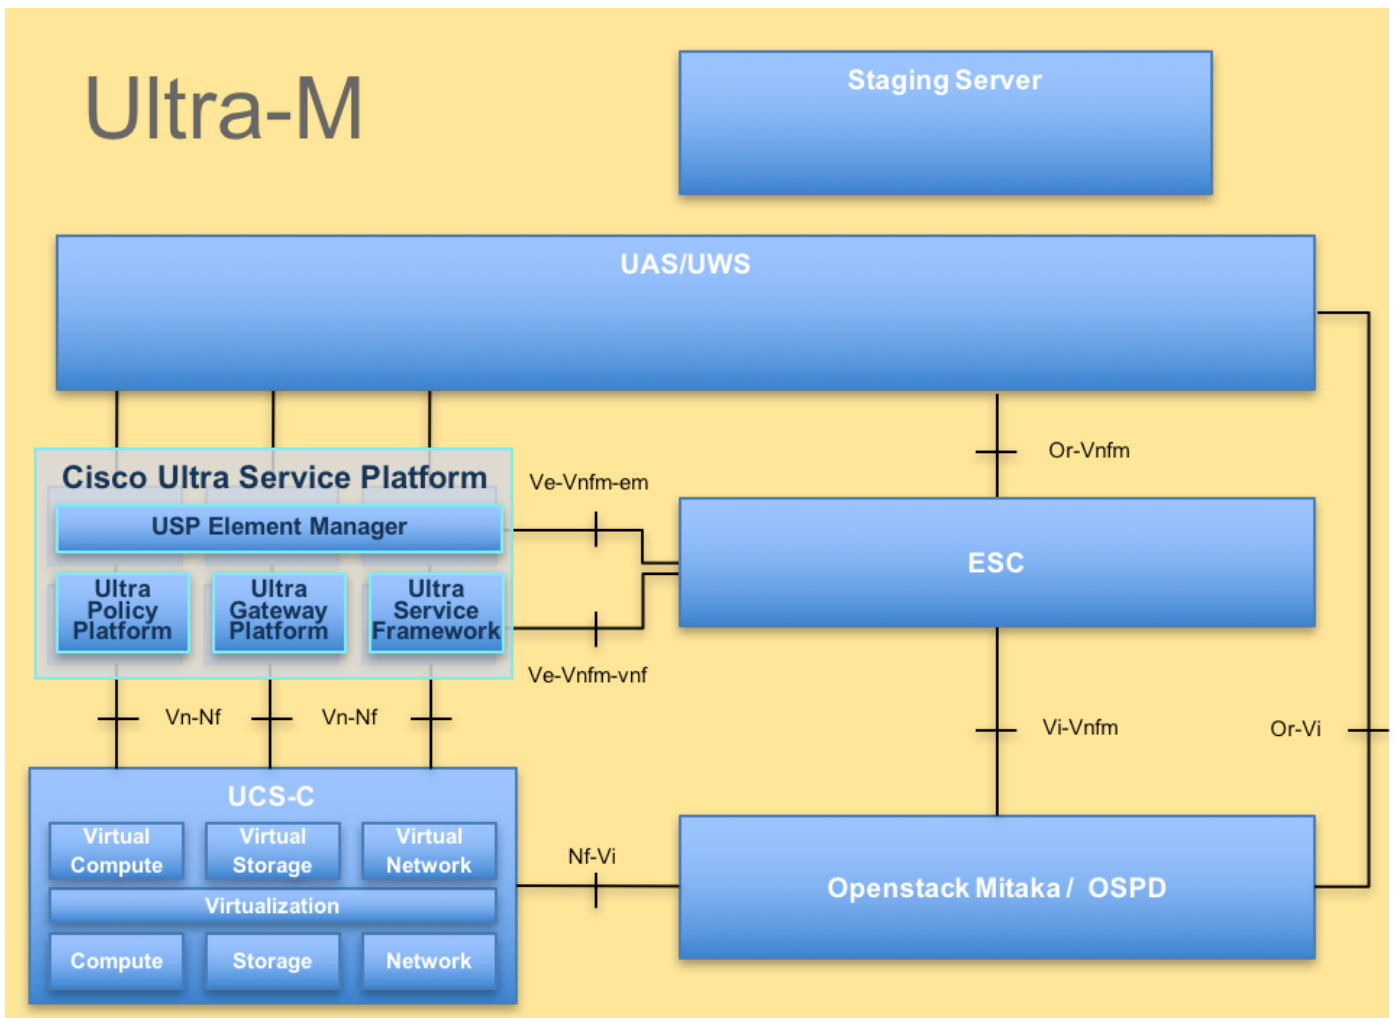 Ultra-M
Staging Server
UAS/UWS
Or-Vnfm
Cisco Ultra Service Platform
Ve-Vnfm-em
USP Element Manager
ESC
Ultra
Policy
Platform
Ultra
Gateway
Platform
Ultra
Service
Framework
Ve-Vnfm-vnf
Vn-Nf
Vn-Nf
Vi-Vnfm
Or-Vi
UCS-C
Virtual
Compute
Virtual
Storage
Virtual
Network
Nf-Vi
Openstack Mitaka / OSPD
Virtualization
Compute
Storage
Network